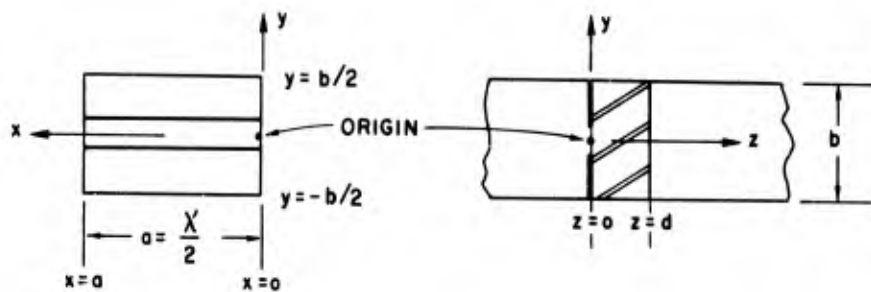 y
y = b/2
x
ORIGIN
y = -b/2
a = λ'/2
x = a
x = o
y
z
b
z = o
z = d